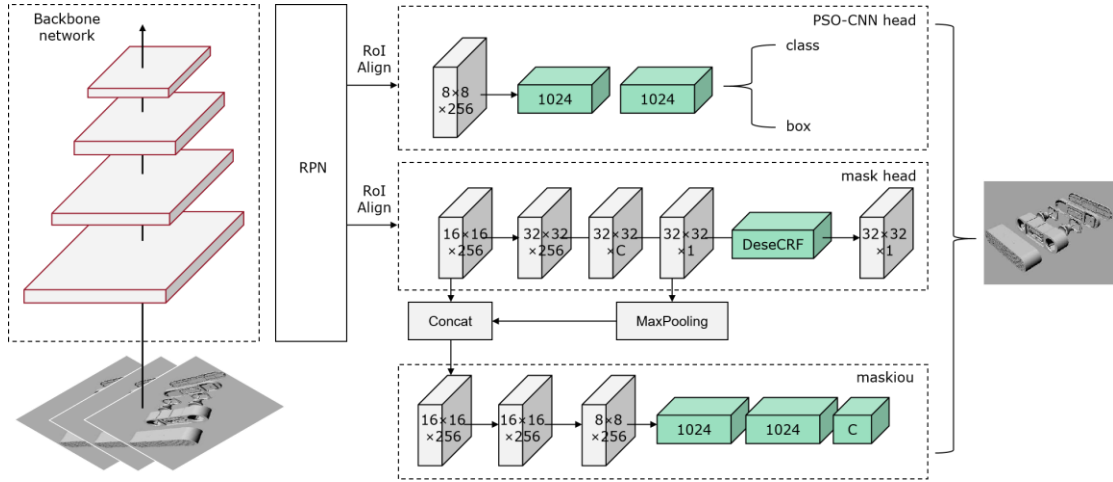 Backbone
network
RPN
RoI
Align
PSO-CNN head
8×8
×256
1024
1024
class
box
RoI
Align
mask head
16×16
×256
32×32
×256
32×32
×C
32×32
×1
DeseCRF
32×32
×1
Concat
MaxPooling
maskiou
16×16
×256
16×16
×256
8×8
×256
1024
1024
C